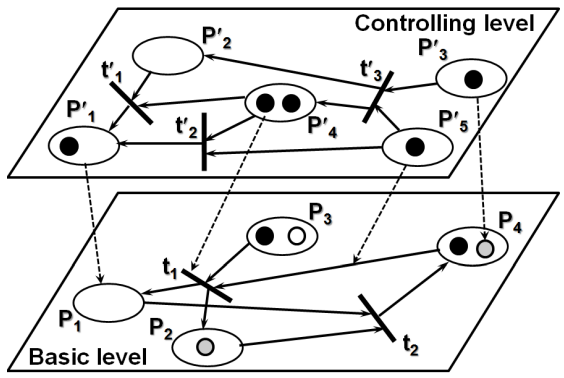 Controlling level
P′2
P′3
t′1
t′3
P′1
t′2
P′4
P′5
P3
P4
t1
P1
P2
t2
Basic level